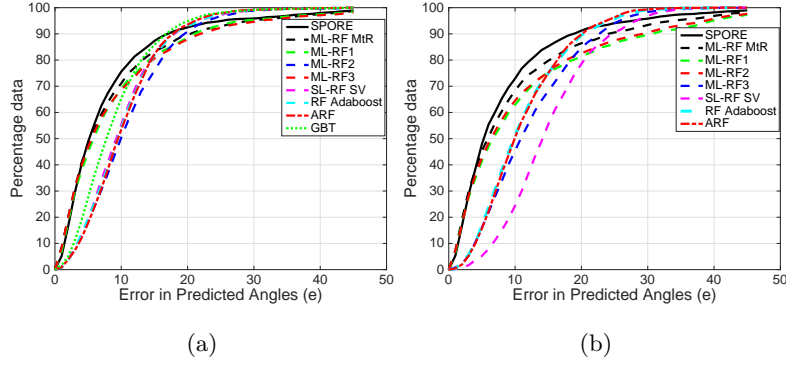 100
90
80
70
60
50
40
30
20
10
0
Percentage data
SPORE
ML-RF MtR
ML-RF1
ML-RF2
ML-RF3
SL-RF SV
RF Adaboost
ARF
GBT
0 10 20 30 40 50
Error in Predicted Angles (e)
(a)
100
90
80
70
60
50
40
30
20
10
0
Percentage data
SPORE
ML-RF MtR
ML-RF1
ML-RF2
ML-RF3
SL-RF SV
RF Adaboost
ARF
0 10 20 30 40 50
Error in Predicted Angles (e)
(b)